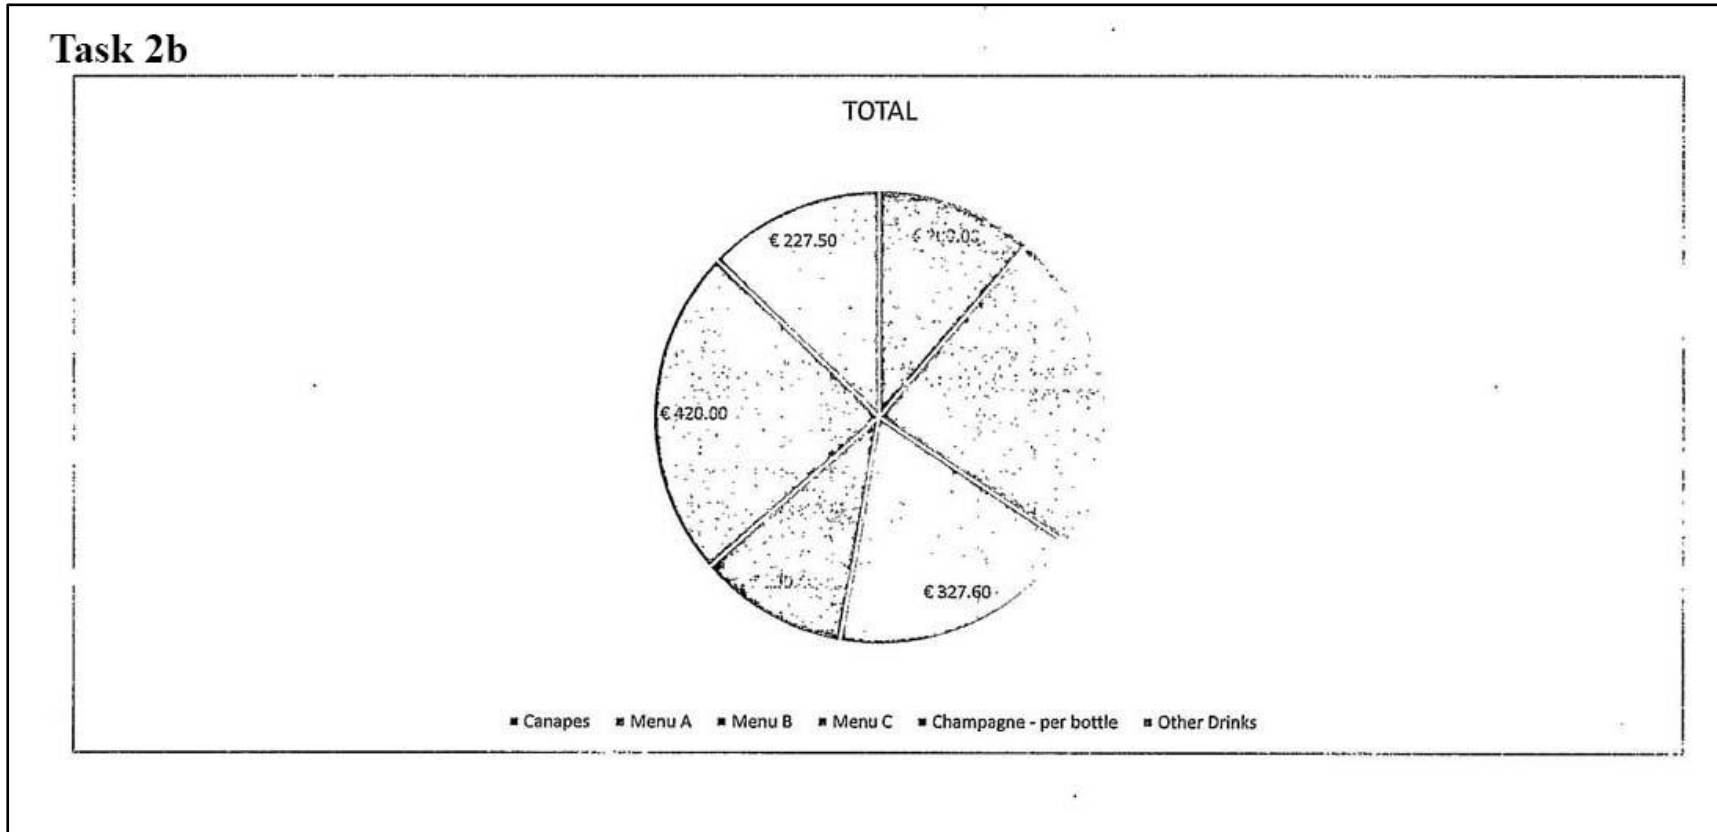 Task 2b
TOTAL
€ 227.50
€ 420.00
€ 327.60
Canapes Menu A Menu B Menu C Champagne - per bottle Other Drinks